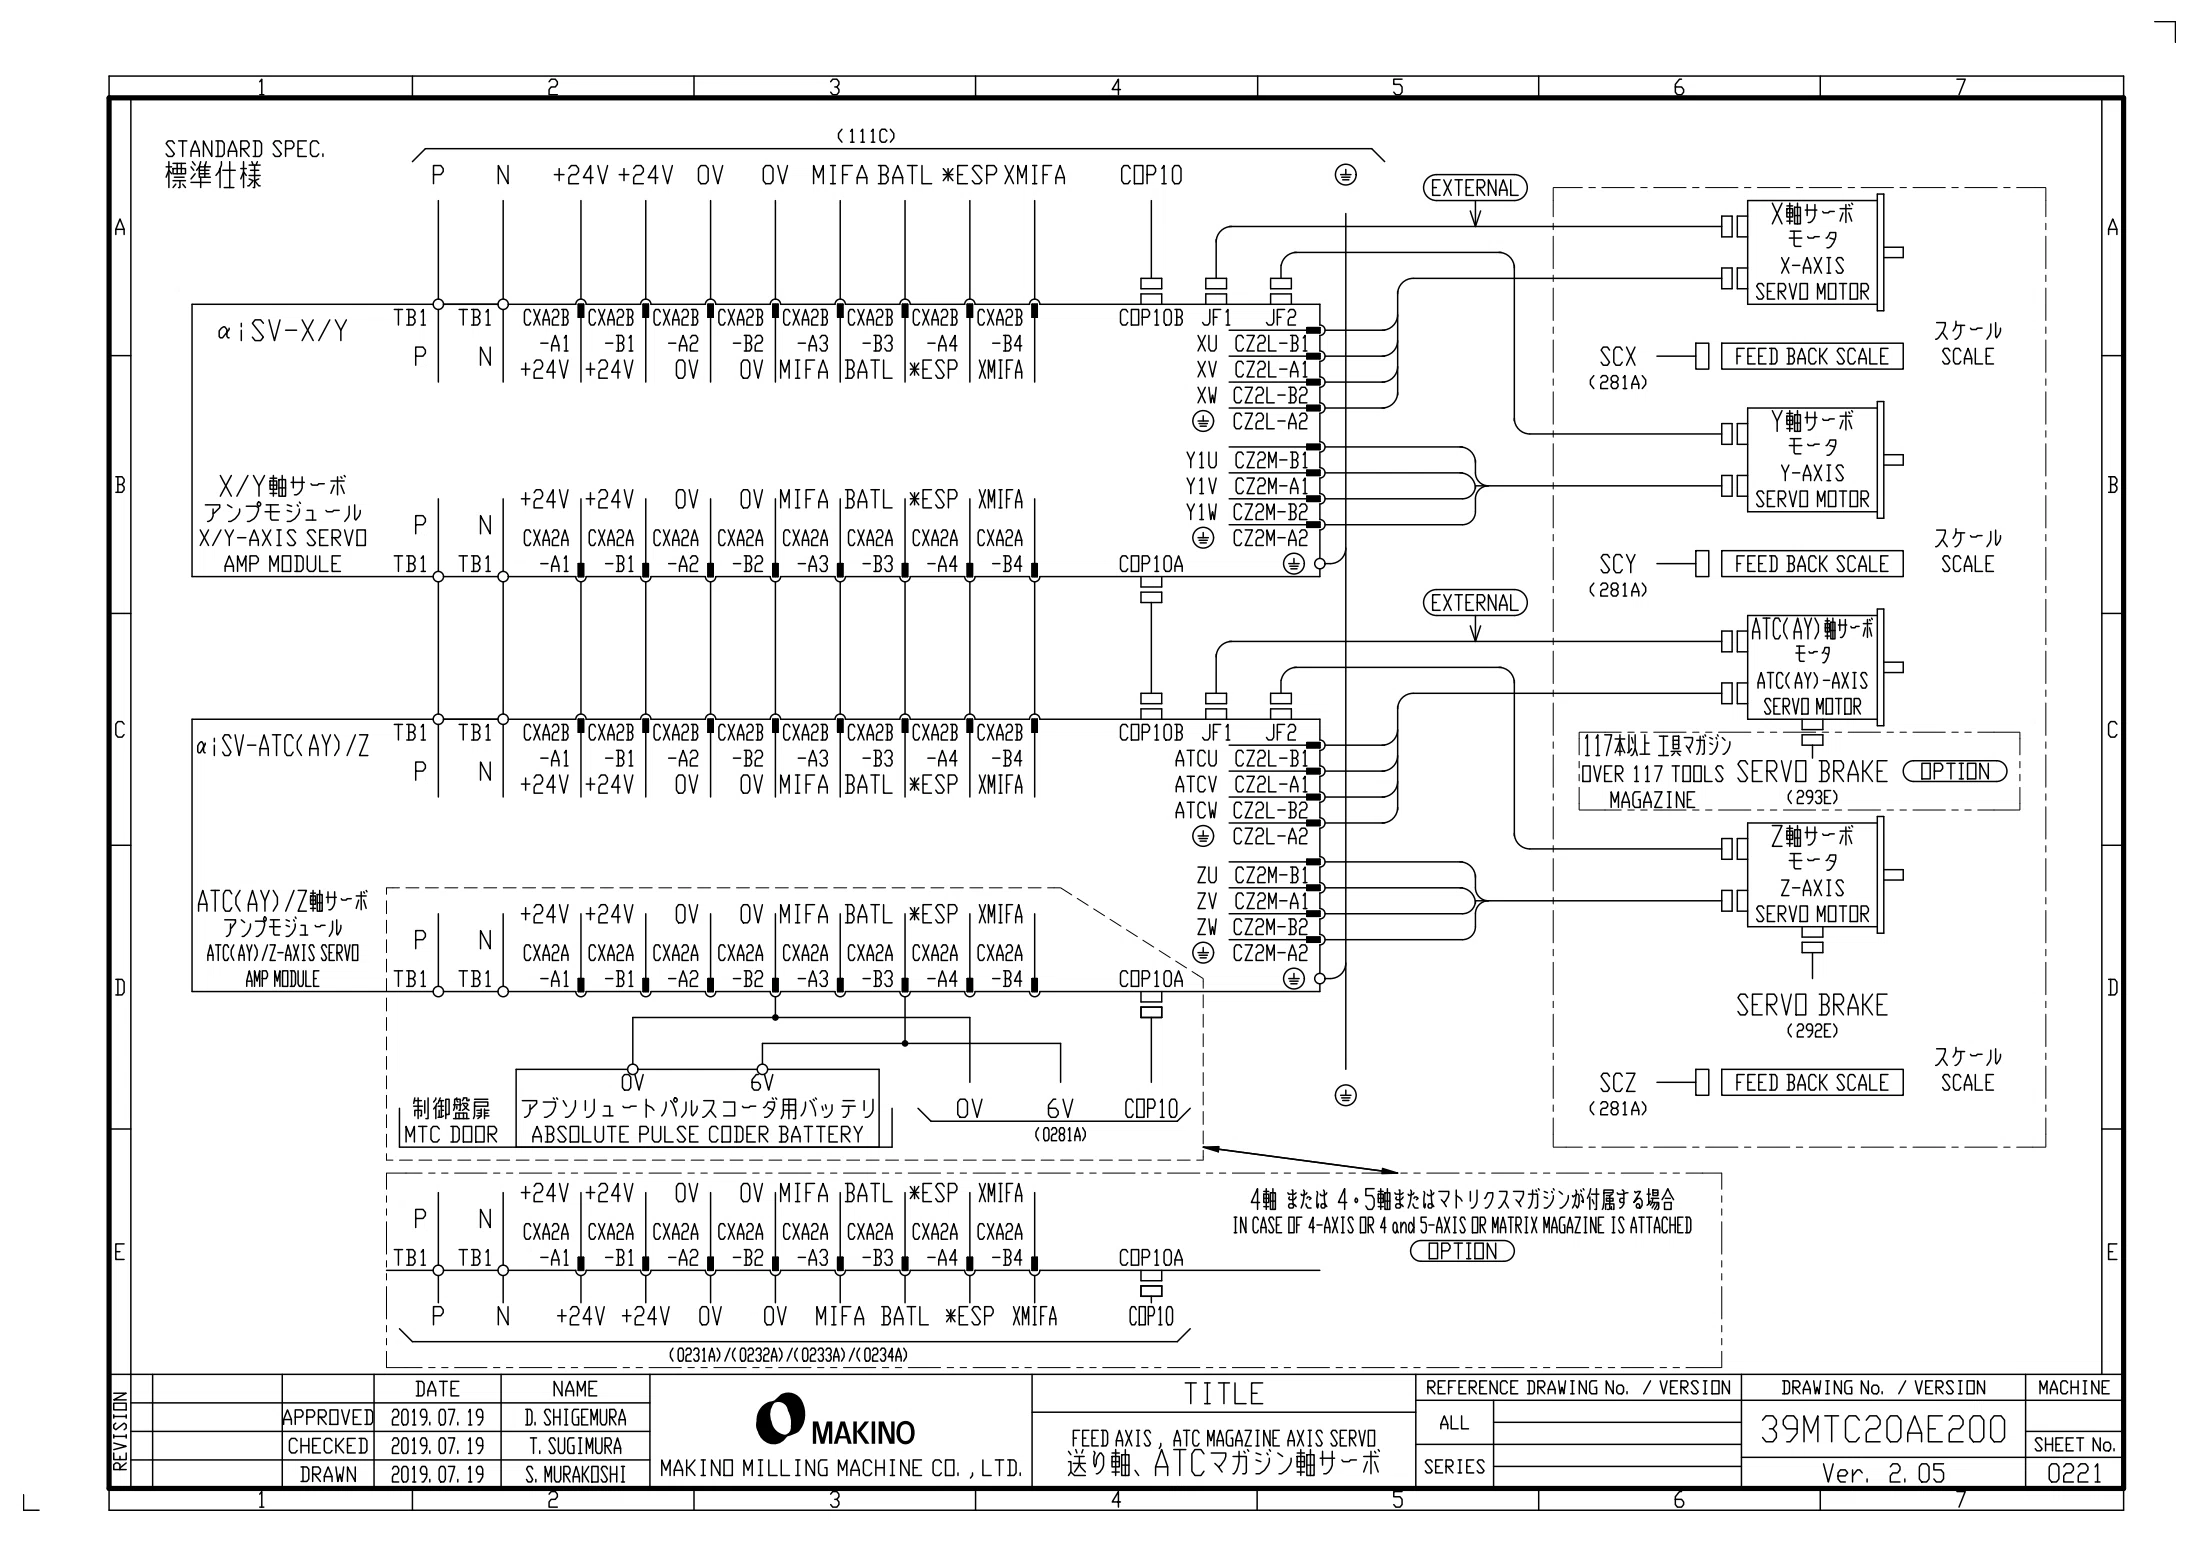 1 2 3 4 5 6 7
STANDARD SPEC.
標準仕様
(111C)
P N +24V +24V 0V 0V MIFA BATL *ESP XMIFA COP10
EXTERNAL
A A
αiSV-X/Y
TB1 TB1 CXA2B CXA2B CXA2B CXA2B CXA2B CXA2B CXA2B CXA2B COP10B JF1 JF2
-A1 -B1 -A2 -B2 -A3 -B3 -A4 -B4
P N +24V +24V 0V 0V MIFA BATL *ESP XMIFA
XU CZ2L-B1
XV CZ2L-A1
XW CZ2L-B2
CZ2L-A2
Y1U CZ2M-B1
Y1V CZ2M-A1
Y1W CZ2M-B2
CZ2M-A2
X軸サーボ
モータ
X-AXIS
SERVO MOTOR
スケール
SCX FEED BACK SCALE SCALE
(281A)
B B
X/Y軸サーボ
アンプモジュール
X/Y-AXIS SERVO
AMP MODULE
P N +24V +24V 0V 0V MIFA BATL *ESP XMIFA
CXA2A CXA2A CXA2A CXA2A CXA2A CXA2A CXA2A CXA2A
TB1 TB1 -A1 -B1 -A2 -B2 -A3 -B3 -A4 -B4 COP10A
Y軸サーボ
モータ
Y-AXIS
SERVO MOTOR
スケール
SCY FEED BACK SCALE SCALE
(281A)
EXTERNAL
C C
αiSV-ATC(AY)/Z
TB1 TB1 CXA2B CXA2B CXA2B CXA2B CXA2B CXA2B CXA2B CXA2B COP10B JF1 JF2
-A1 -B1 -A2 -B2 -A3 -B3 -A4 -B4
P N +24V +24V 0V 0V MIFA BATL *ESP XMIFA
ATCU CZ2L-B1
ATCV CZ2L-A1
ATCW CZ2L-B2
CZ2L-A2
ZU CZ2M-B1
ZV CZ2M-A1
ZW CZ2M-B2
CZ2M-A2
ATC(AY)軸サーボ
モータ
ATC(AY)-AXIS
SERVO MOTOR
117本以上 工具マガジン
OVER 117 TOOLS
MAGAZINE
SERVO BRAKE OPTION
(293E)
Z軸サーボ
モータ
Z-AXIS
SERVO MOTOR
SERVO BRAKE
(292E)
スケール
SCZ FEED BACK SCALE SCALE
(281A)
D D
ATC(AY)/Z軸サーボ
アンプモジュール
ATC(AY)/Z-AXIS SERVO
AMP MODULE
P N +24V +24V 0V 0V MIFA BATL *ESP XMIFA
CXA2A CXA2A CXA2A CXA2A CXA2A CXA2A CXA2A CXA2A
TB1 TB1 -A1 -B1 -A2 -B2 -A3 -B3 -A4 -B4 COP10A
0V 6V
制御盤扉
MTC DOOR
アブソリュートパルスコーダ用バッテリ
ABSOLUTE PULSE CODER BATTERY
0V 6V COP10
(0281A)
E E
P N +24V +24V 0V 0V MIFA BATL *ESP XMIFA
CXA2A CXA2A CXA2A CXA2A CXA2A CXA2A CXA2A CXA2A
TB1 TB1 -A1 -B1 -A2 -B2 -A3 -B3 -A4 -B4 COP10A
P N +24V +24V 0V 0V MIFA BATL *ESP XMIFA COP10
(0231A)/(0232A)/(0233A)/(0234A)
4軸 または 4・5軸またはマトリクスマガジンが付属する場合
IN CASE OF 4-AXIS OR 4 and 5-AXIS OR MATRIX MAGAZINE IS ATTACHED
OPTION
REVISION
DATE NAME
APPROVED 2019.07.19 D. SHIGEMURA
CHECKED 2019.07.19 T. SUGIMURA
DRAWN 2019.07.19 S. MURAKOSHI
MAKINO
MAKINO MILLING MACHINE CO.,LTD.
TITLE
FEED AXIS , ATC MAGAZINE AXIS SERVO
送り軸、ATCマガジン軸サーボ
REFERENCE DRAWING No. / VERSION
ALL
SERIES
DRAWING No. / VERSION
39MTC20AE200
Ver. 2.05
MACHINE
SHEET No.
0221
1 2 3 4 5 6 7